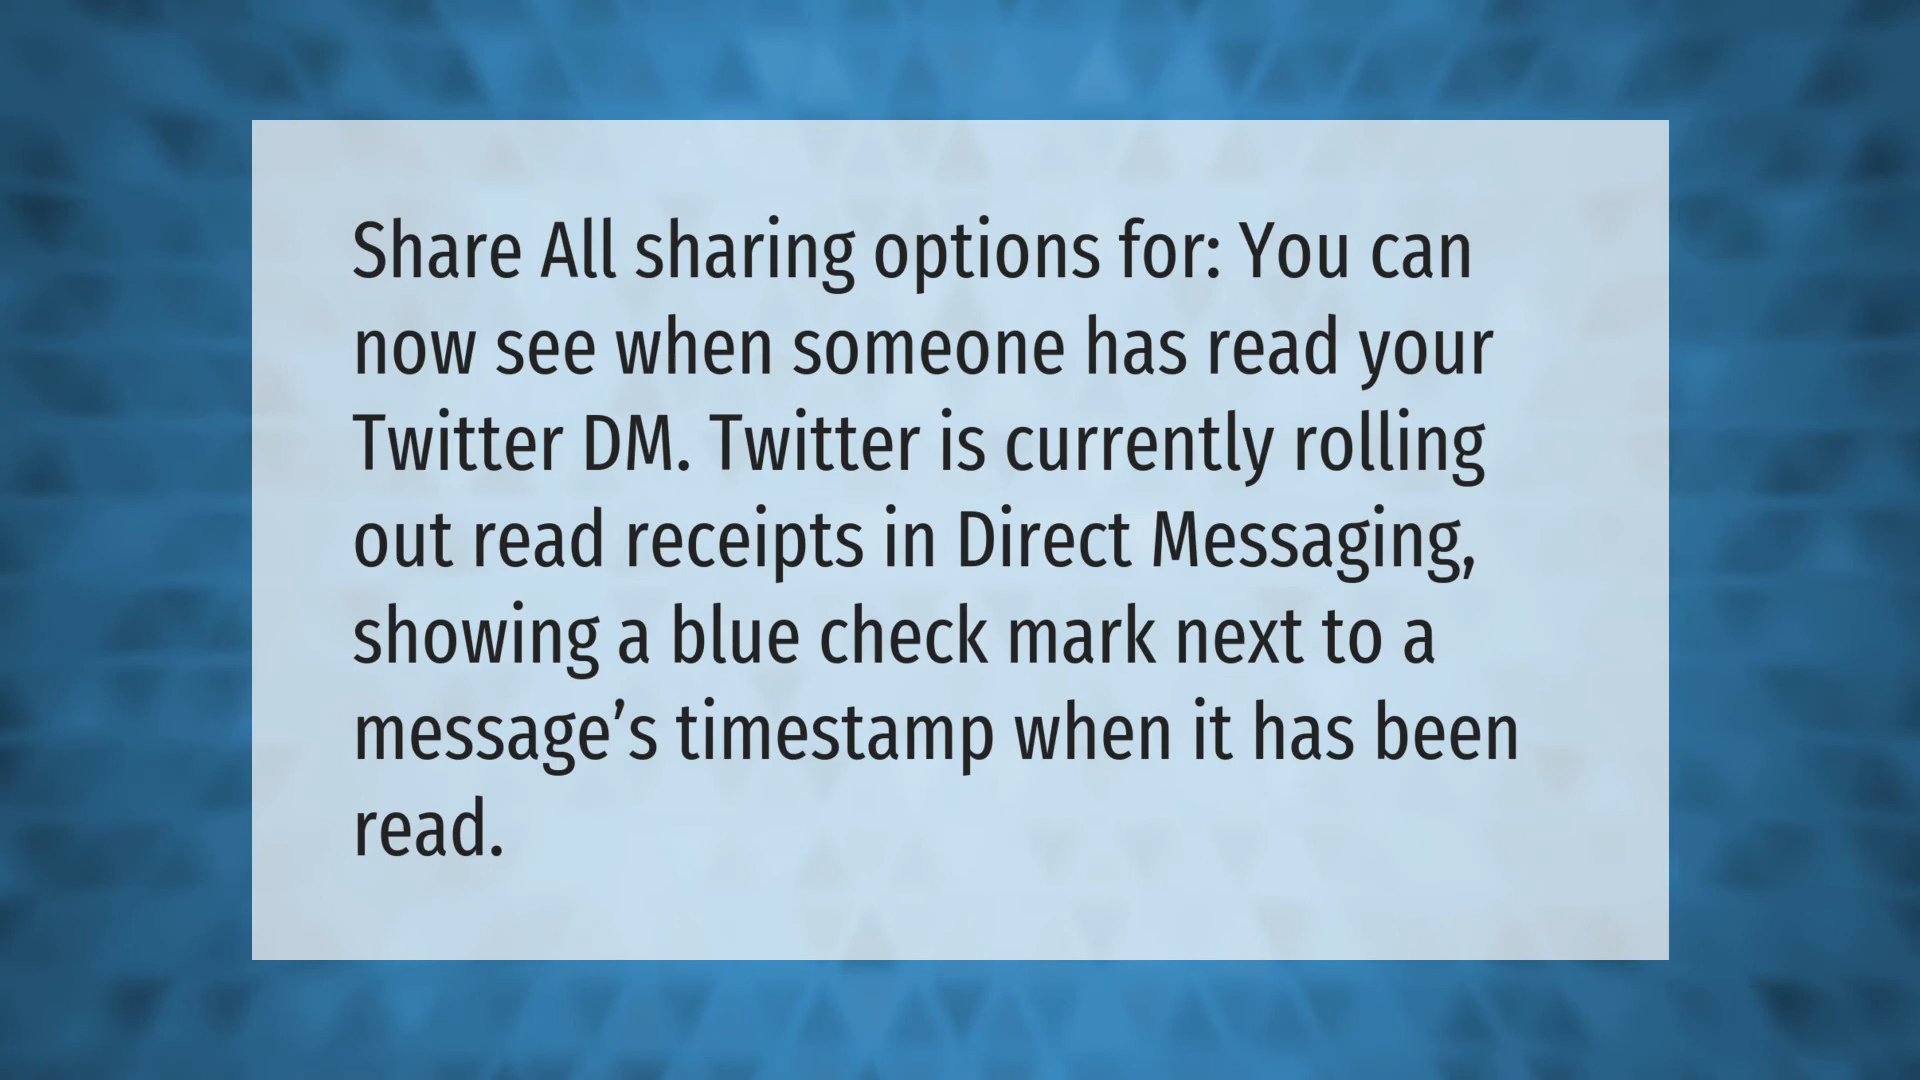 Share All sharing options for: You can
now see when someone has read your
Twitter DM. Twitter is currently rolling
out read receipts in Direct Messaging,
showing a blue check mark next to a
message’s timestamp when it has been
read.